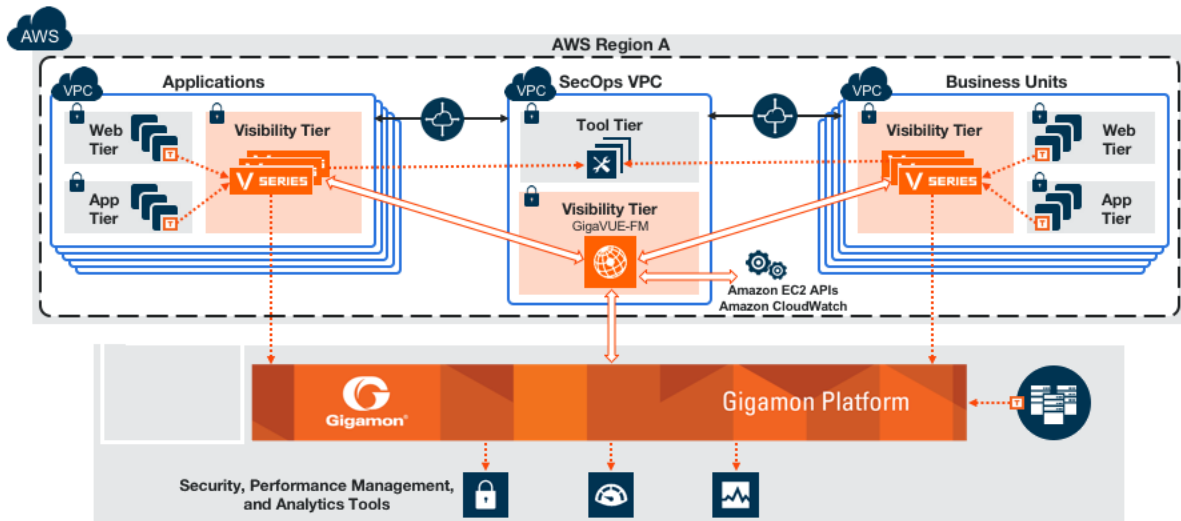 AWS
AWS Region A
VPC
Applications
Web
Tier
T
App
Tier
T
Visibility Tier
V SERIES
VPC
SecOps VPC
Tool Tier
Visibility Tier
GigaVUE-FM
Amazon EC2 APIs
Amazon CloudWatch
VPC
Business Units
Visibility Tier
V SERIES
T
Web
Tier
T
App
Tier
Gigamon®
Gigamon Platform
T
Security, Performance Management,
and Analytics Tools